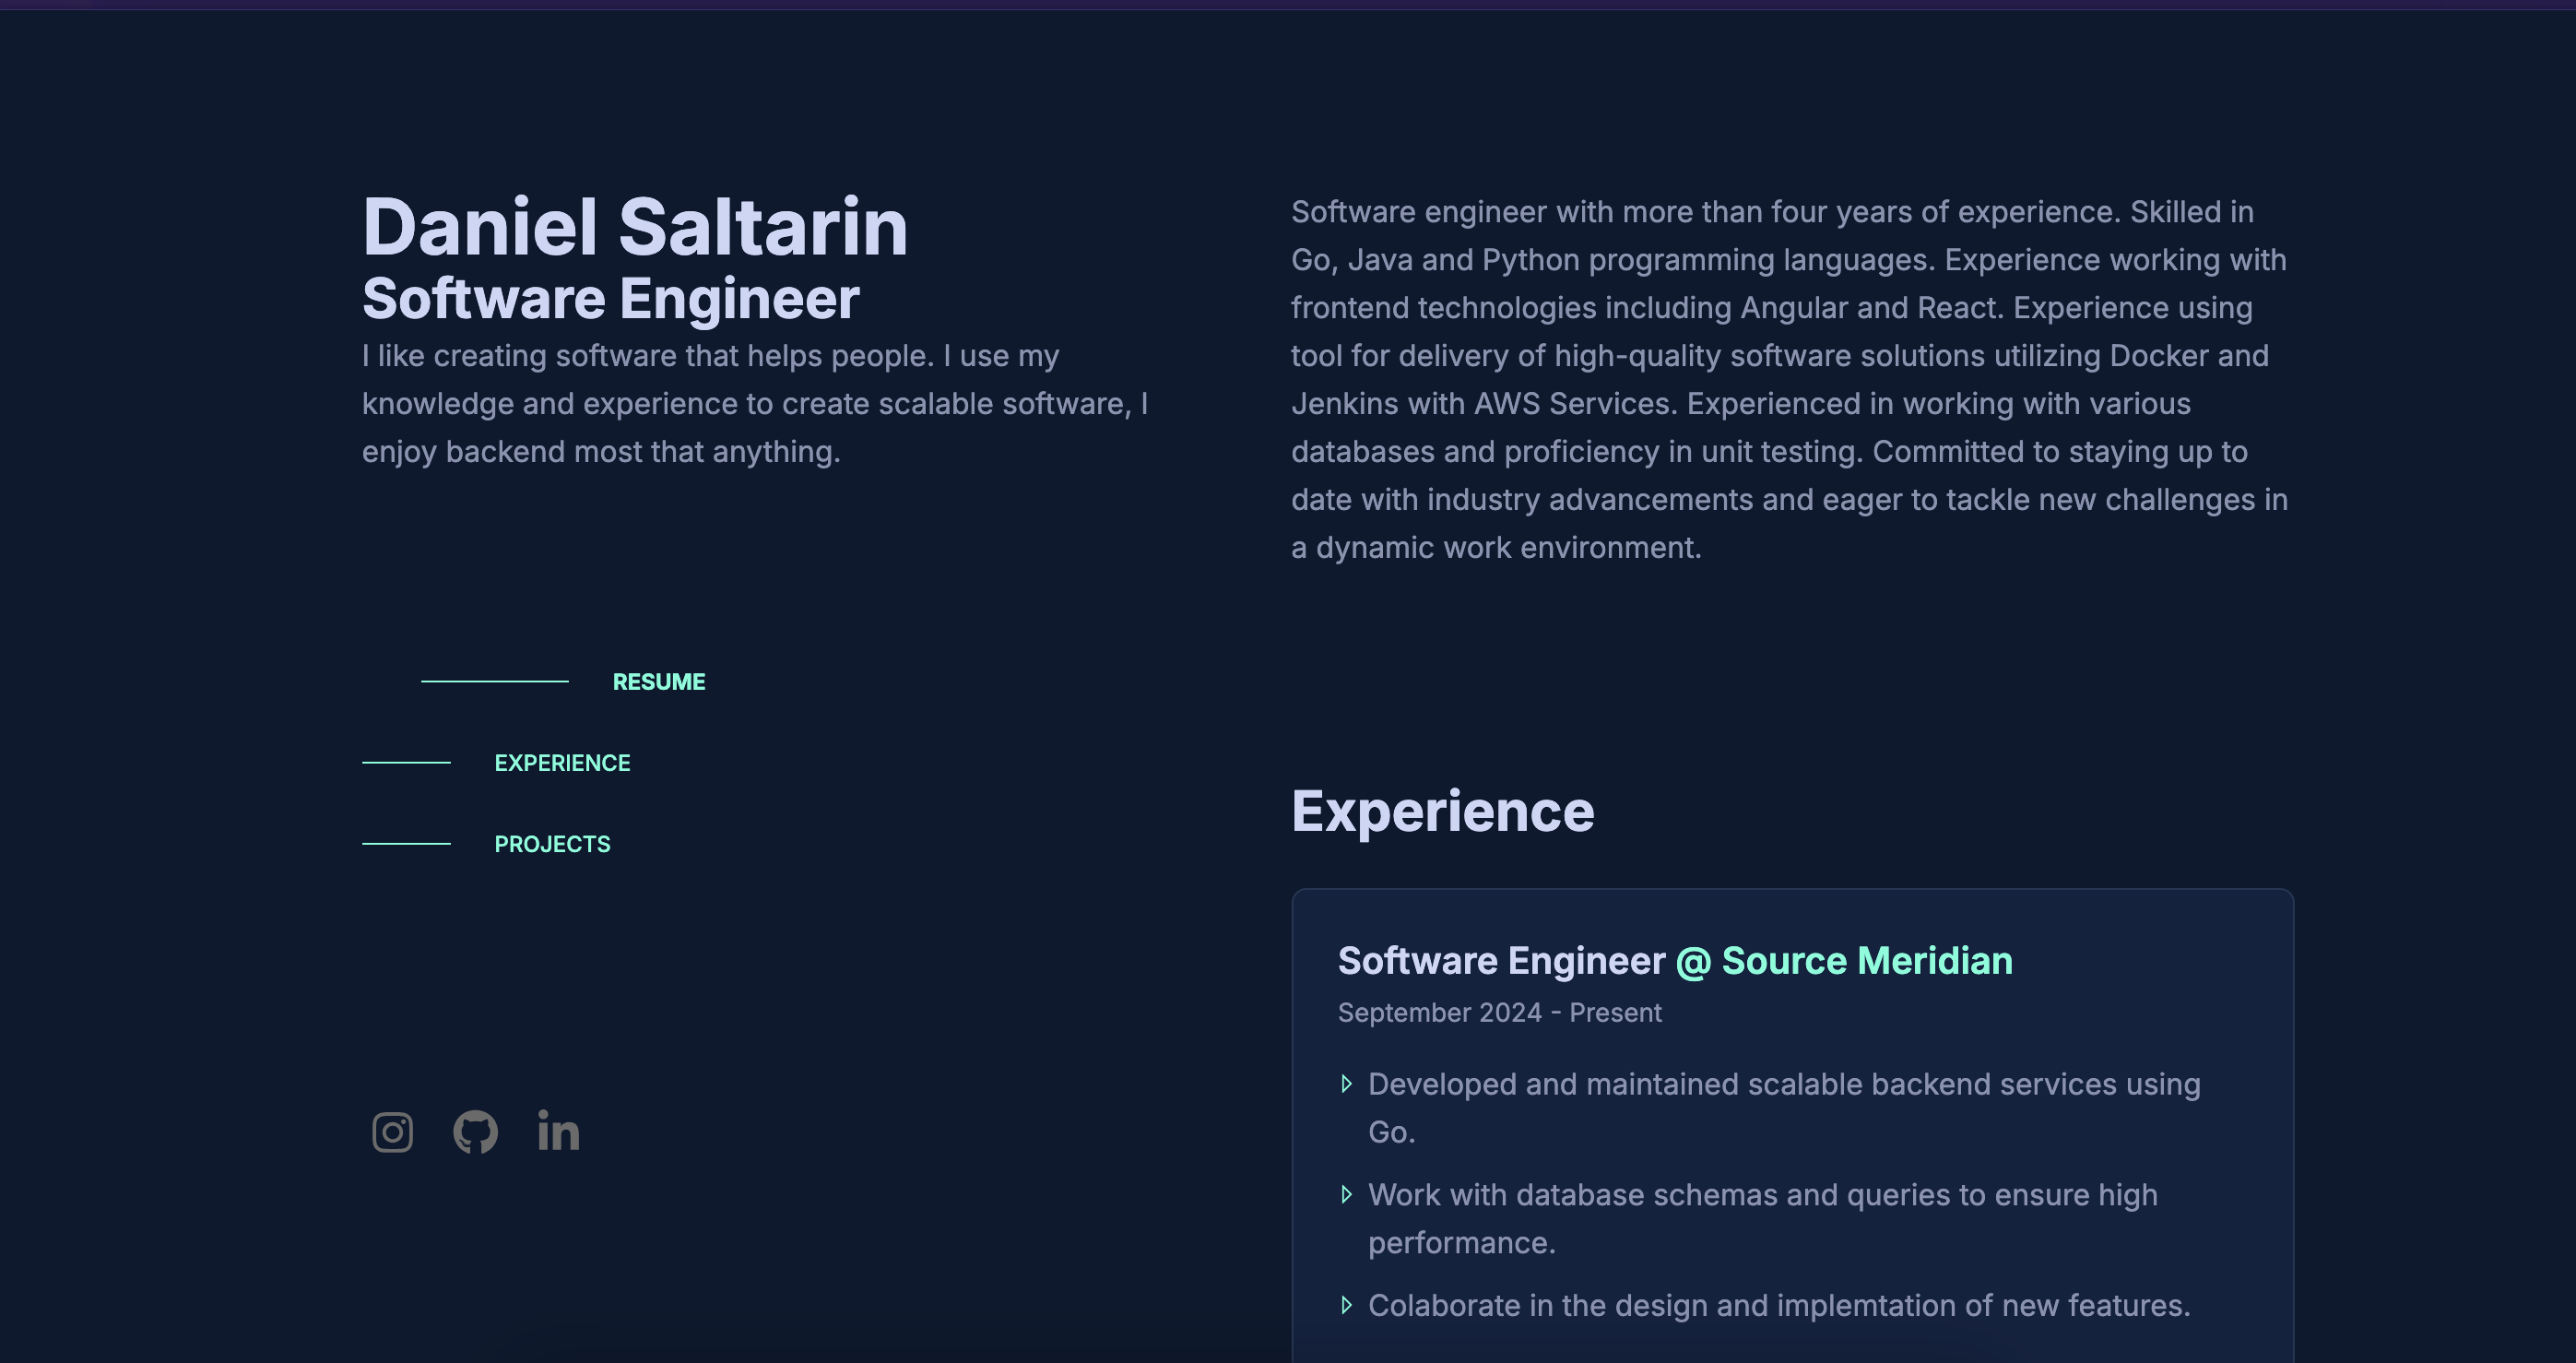 Daniel Saltarin
Software Engineer
I like creating software that helps people. I use my
knowledge and experience to create scalable software, I
enjoy backend most that anything.
RESUME
EXPERIENCE
PROJECTS
Software engineer with more than four years of experience. Skilled in
Go, Java and Python programming languages. Experience working with
frontend technologies including Angular and React. Experience using
tool for delivery of high-quality software solutions utilizing Docker and
Jenkins with AWS Services. Experienced in working with various
databases and proficiency in unit testing. Committed to staying up to
date with industry advancements and eager to tackle new challenges in
a dynamic work environment.
Experience
Software Engineer @ Source Meridian
September 2024 - Present
Developed and maintained scalable backend services using
Go.
Work with database schemas and queries to ensure high
performance.
Colaborate in the design and implemtation of new features.